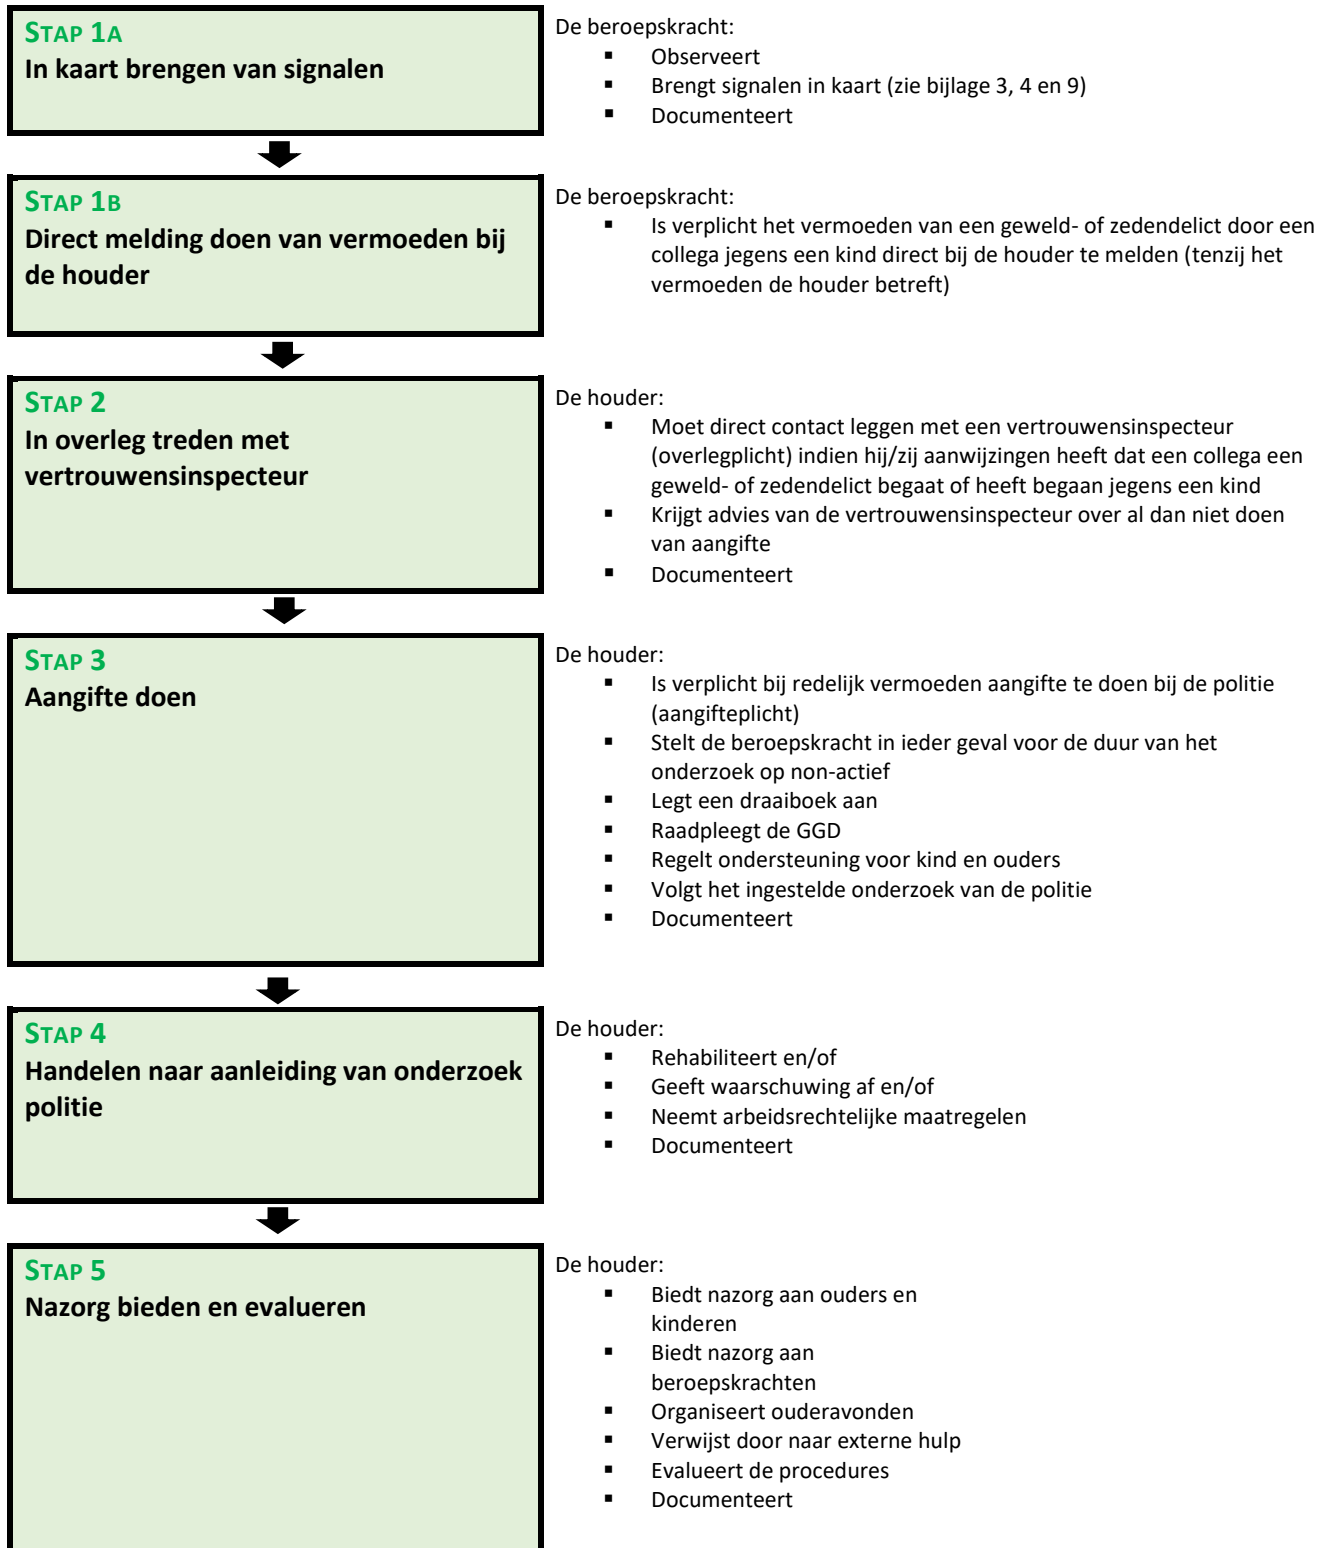 STAP 1A
In kaart brengen van signalen
De beroepskracht:
▪ Observeert
▪ Brengt signalen in kaart (zie bijlage 3, 4 en 9)
▪ Documenteert
STAP 1B
Direct melding doen van vermoeden bij
de houder
De beroepskracht:
▪ Is verplicht het vermoeden van een geweld- of zedendelict door een
collega jegens een kind direct bij de houder te melden (tenzij het
vermoeden de houder betreft)
STAP 2
In overleg treden met
vertrouwensinspecteur
De houder:
▪ Moet direct contact leggen met een vertrouwensinspecteur
(overlegplicht) indien hij/zij aanwijzingen heeft dat een collega een
geweld- of zedendelict begaat of heeft begaan jegens een kind
▪ Krijgt advies van de vertrouwensinspecteur over al dan niet doen
van aangifte
▪ Documenteert
STAP 3
Aangifte doen
De houder:
▪ Is verplicht bij redelijk vermoeden aangifte te doen bij de politie
(aangifteplicht)
▪ Stelt de beroepskracht in ieder geval voor de duur van het
onderzoek op non-actief
▪ Legt een draaiboek aan
▪ Raadpleegt de GGD
▪ Regelt ondersteuning voor kind en ouders
▪ Volgt het ingestelde onderzoek van de politie
▪ Documenteert
STAP 4
Handelen naar aanleiding van onderzoek
politie
De houder:
▪ Rehabiliteert en/of
▪ Geeft waarschuwing af en/of
▪ Neemt arbeidsrechtelijke maatregelen
▪ Documenteert
STAP 5
Nazorg bieden en evalueren
De houder:
▪ Biedt nazorg aan ouders en
kinderen
▪ Biedt nazorg aan
beroepskrachten
▪ Organiseert ouderavonden
▪ Verwijst door naar externe hulp
▪ Evalueert de procedures
▪ Documenteert